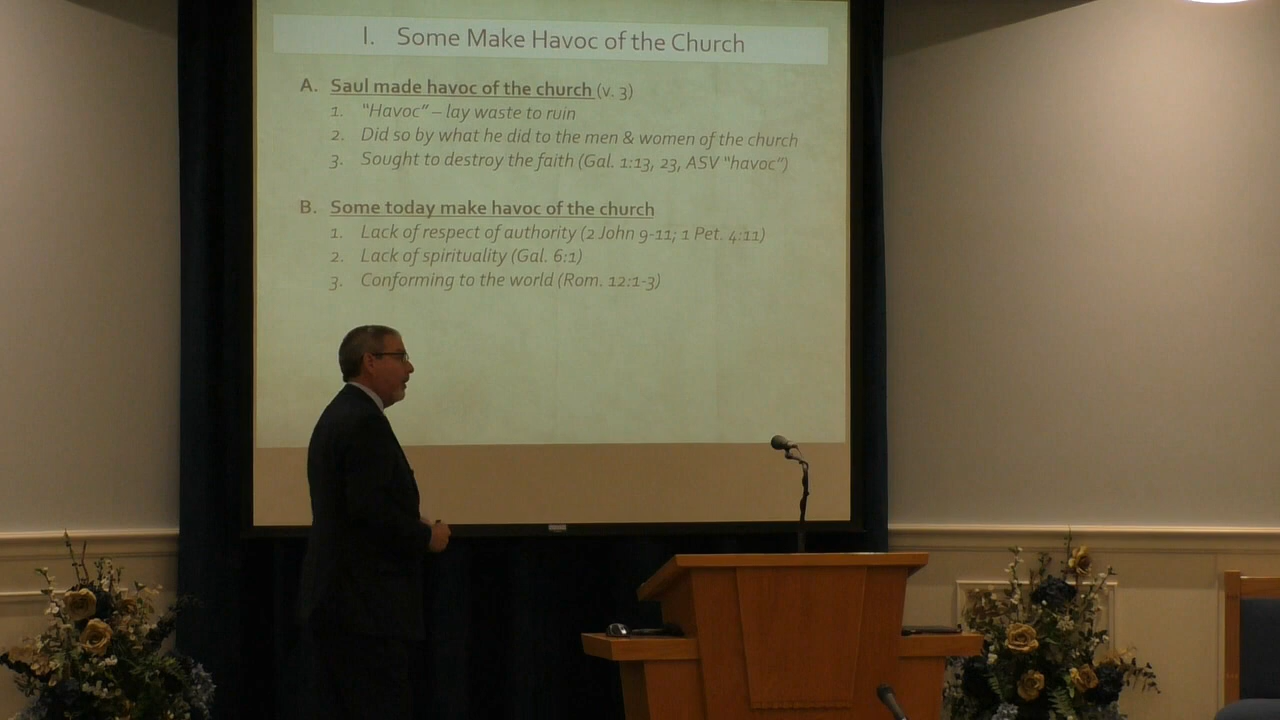 I. Some Make Havoc of the Church
A. Saul made havoc of the church (v. 3)
1. “Havoc” – lay waste to ruin
2. Did so by what he did to the men & women of the church
3. Sought to destroy the faith (Gal. 1:13, 23, ASV “havoc”)
B. Some today make havoc of the church
1. Lack of respect of authority (2 John 9-11; 1 Pet. 4:11)
2. Lack of spirituality (Gal. 6:1)
3. Conforming to the world (Rom. 12:1-3)